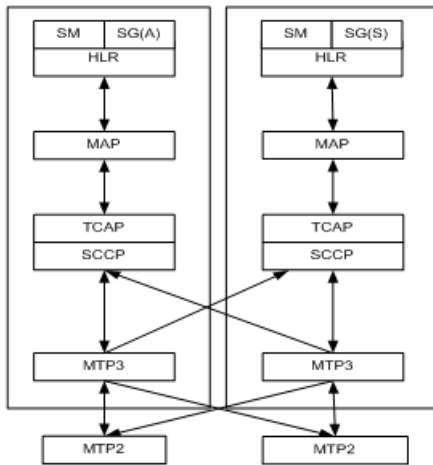 SM SG(A) SM SG(S)
HLR HLR
MAP MAP
TCAP TCAP
SCCP SCCP
MTP3 MTP3
MTP2 MTP2